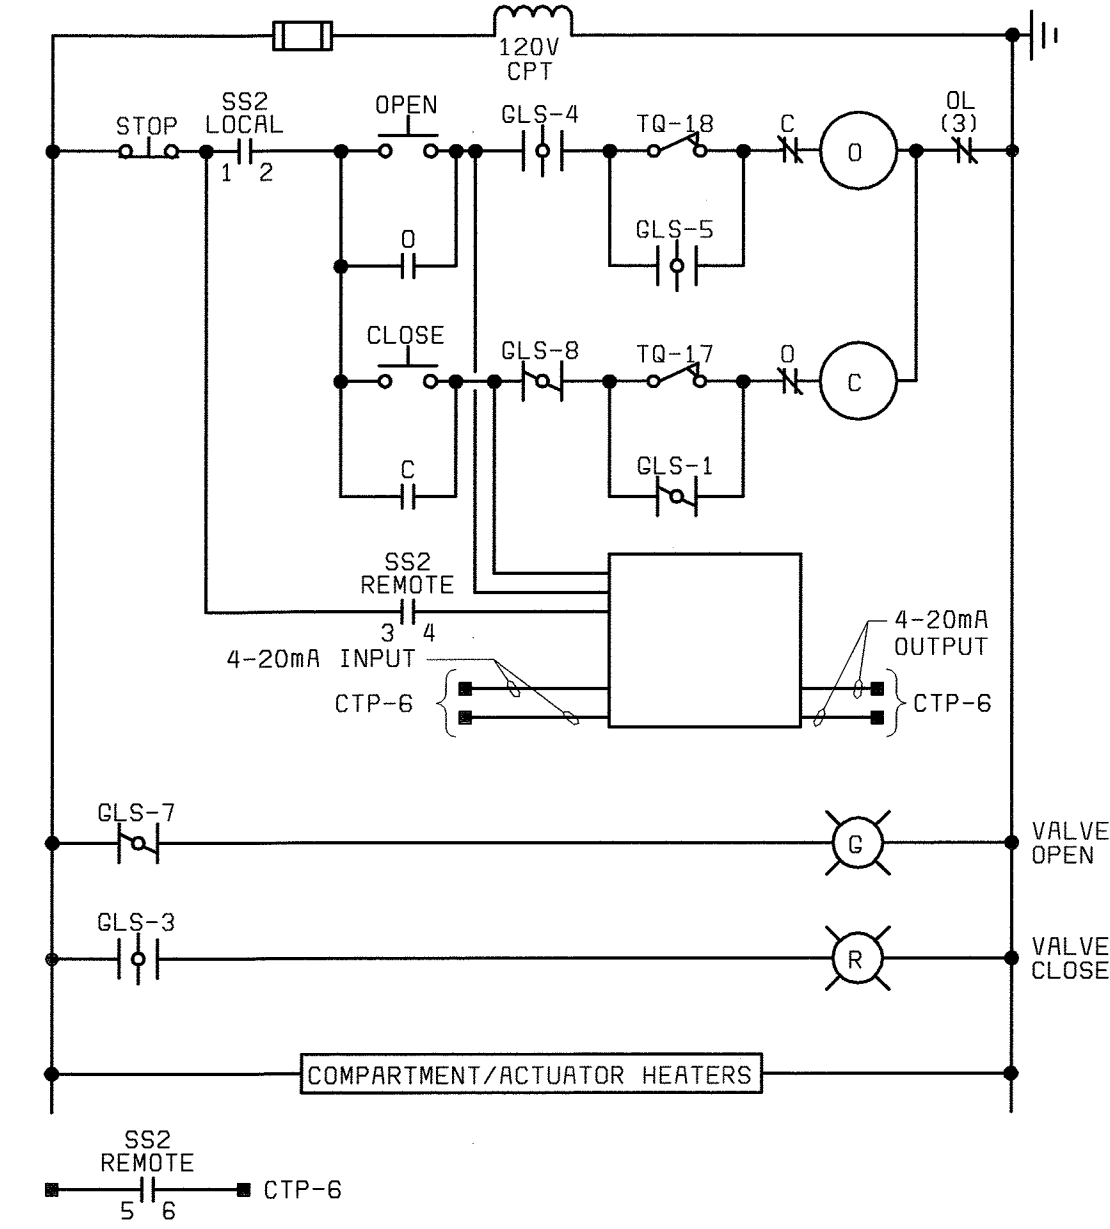 120V
CPT
STOP
SS2
LOCAL
1 2
OPEN
GLS-4
TQ-18
C
O
OL
(3)
O
GLS-5
CLOSE
GLS-8
TQ-17
O
C
C
GLS-1
SS2
REMOTE
3 4
4-20mA INPUT
CTP-6
4-20mA
OUTPUT
CTP-6
GLS-7
G
VALVE
OPEN
GLS-3
R
VALVE
CLOSE
COMPARTMENT/ACTUATOR HEATERS
SS2
REMOTE
5 6
CTP-6